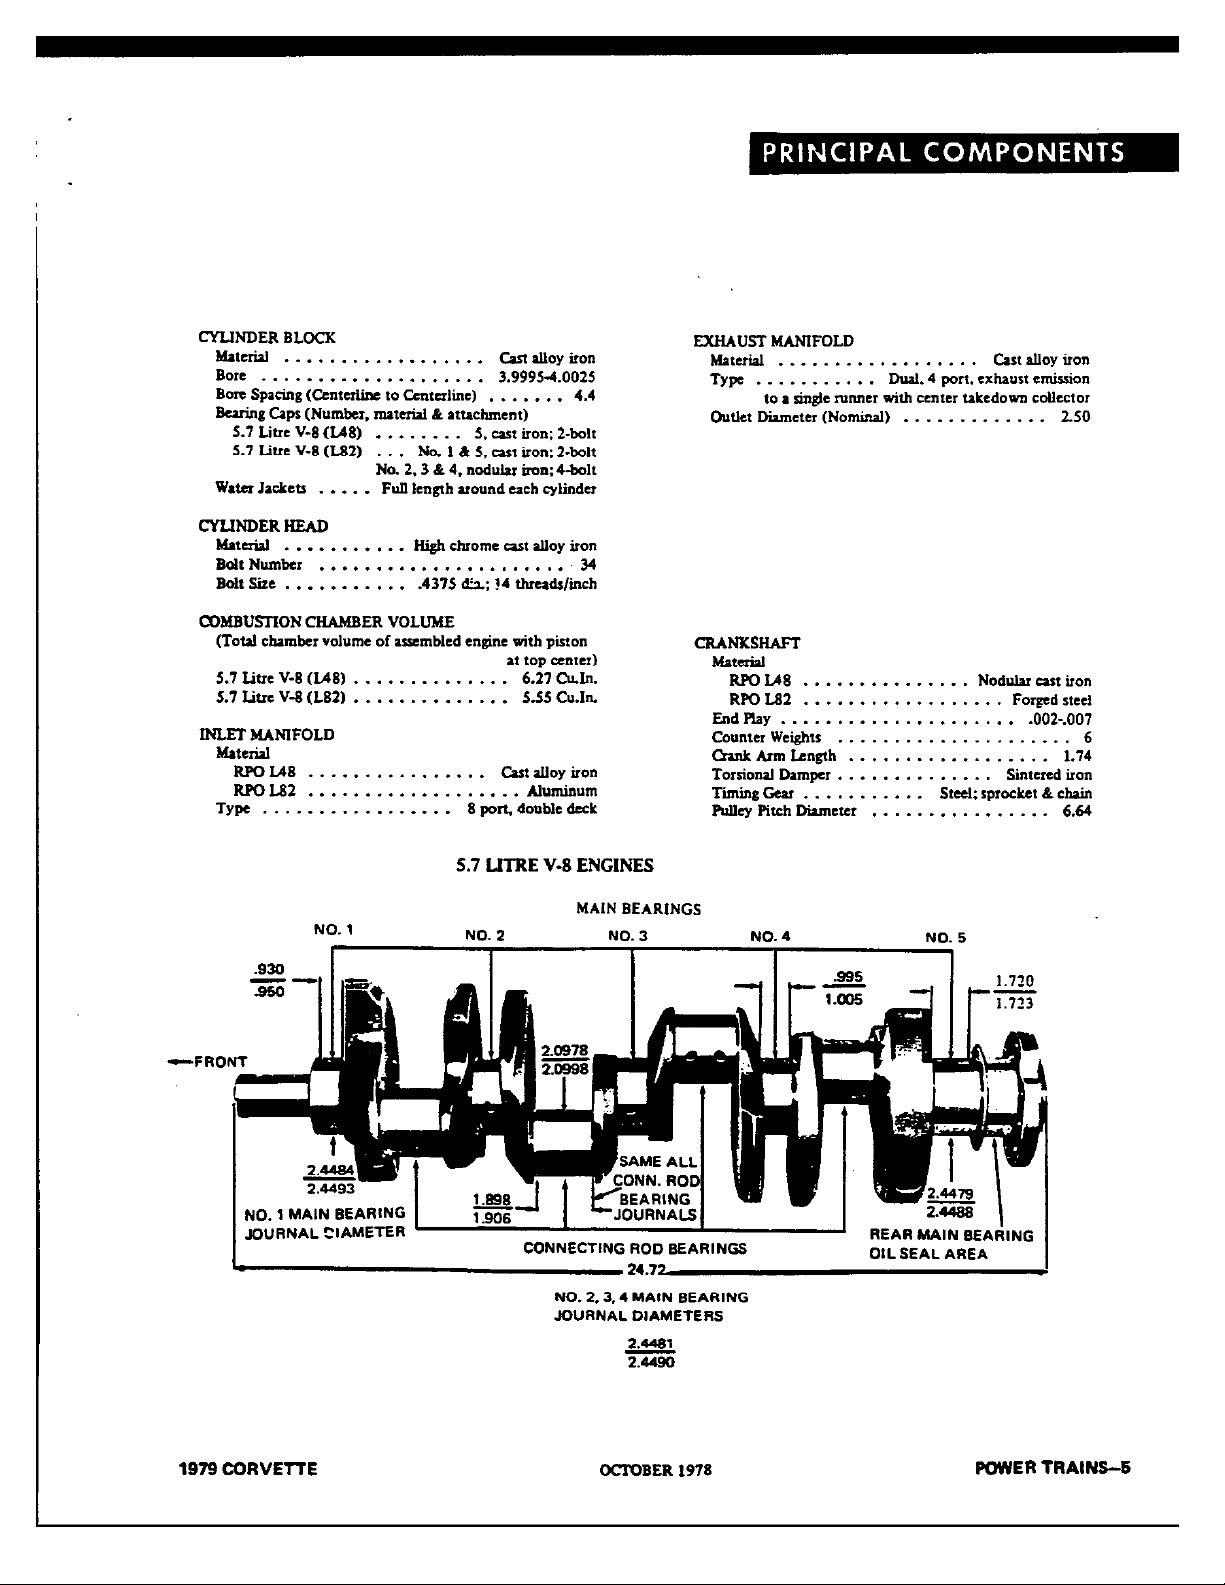 PRINCIPAL COMPONENTS
CYLINDER BLOCK
Material . . . . . . . . . . . . . . . . . . Cast alloy iron
Bore . . . . . . . . . . . . . . . . . . . . 3.9995-4.0025
Bore Spacing (Centerline to Centerline) . . . . . . . 4.4
Bearing Caps (Number, material & attachment)
5.7 Litre V-8 (L48) . . . . . . . . 5, cast iron; 2-bolt
5.7 Litre V-8 (L82) . . . No. 1 & 5, cast iron; 2-bolt
No. 2, 3 & 4, nodular iron; 4-bolt
Water Jackets . . . . . Full length around each cylinder
CYLINDER HEAD
Material . . . . . . . . . . . High chrome cast alloy iron
Bolt Number . . . . . . . . . . . . . . . . . . . . . . 34
Bolt Size . . . . . . . . . . . .4375 dia.; 14 threads/inch
COMBUSTION CHAMBER VOLUME
(Total chamber volume of assembled engine with piston
at top center)
5.7 Litre V-8 (L48) . . . . . . . . . . . . . . 6.27 Cu.In.
5.7 Litre V-8 (L82) . . . . . . . . . . . . . . 5.55 Cu.In.
INLET MANIFOLD
Material
RPO L48 . . . . . . . . . . . . . . . . Cast alloy iron
RPO L82 . . . . . . . . . . . . . . . . . . . Aluminum
Type . . . . . . . . . . . . . . . . . 8 port, double deck
EXHAUST MANIFOLD
Material . . . . . . . . . . . . . . . . . . Cast alloy iron
Type . . . . . . . . . . . Dual, 4 port, exhaust emission
to a single runner with center takedown collector
Outlet Diameter (Nominal) . . . . . . . . . . . . . 2.50
CRANKSHAFT
Material
RPO L48 . . . . . . . . . . . . . . . Nodular cast iron
RPO L82 . . . . . . . . . . . . . . . . . . Forged steel
End Play . . . . . . . . . . . . . . . . . . . . . .002-.007
Counter Weights . . . . . . . . . . . . . . . . . . . . . 6
Crank Arm Length . . . . . . . . . . . . . . . . . . 1.74
Torsional Damper . . . . . . . . . . . . . . Sintered iron
Timing Gear . . . . . . . . . . . Steel; sprocket & chain
Pulley Pitch Diameter . . . . . . . . . . . . . . . . 6.64
5.7 LITRE V-8 ENGINES
MAIN BEARINGS
NO. 1
NO. 2
NO. 3
NO. 4
NO. 5
.930
.950
.995
1.005
1.720
1.723
FRONT
2.0978
2.0998
2.4484
2.4493
NO. 1 MAIN BEARING
JOURNAL DIAMETER
1.898
1.906
SAME ALL
CONN. ROD
BEARING
JOURNALS
2.4479
2.4488
REAR MAIN BEARING
OIL SEAL AREA
CONNECTING ROD BEARINGS
24.72
NO. 2, 3, 4 MAIN BEARING
JOURNAL DIAMETERS
2.4481
2.4490
1979 CORVETTE
OCTOBER 1978
POWER TRAINS—5